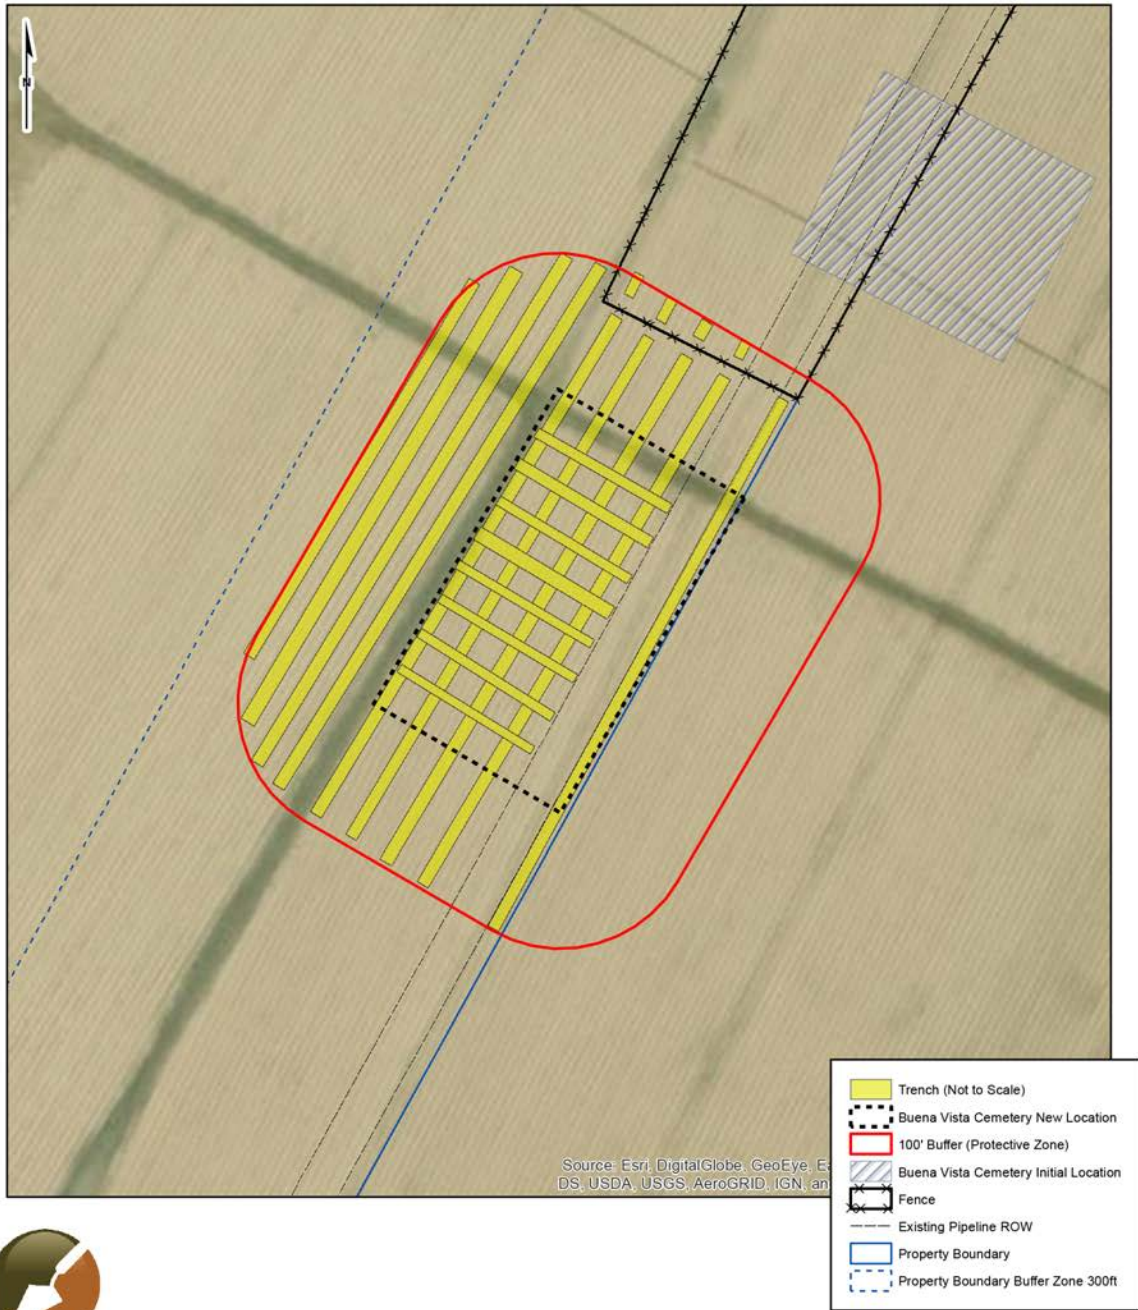 N
Source: Esri, DigitalGlobe, GeoEye,
DS, USDA, USGS, AeroGRID, IGN,
Trench (Not to Scale)
Buena Vista Cemetery New Location
100' Buffer (Protective Zone)
Buena Vista Cemetery Initial Location
Fence
Existing Pipeline ROW
Property Boundary
Property Boundary Buffer Zone 300ft